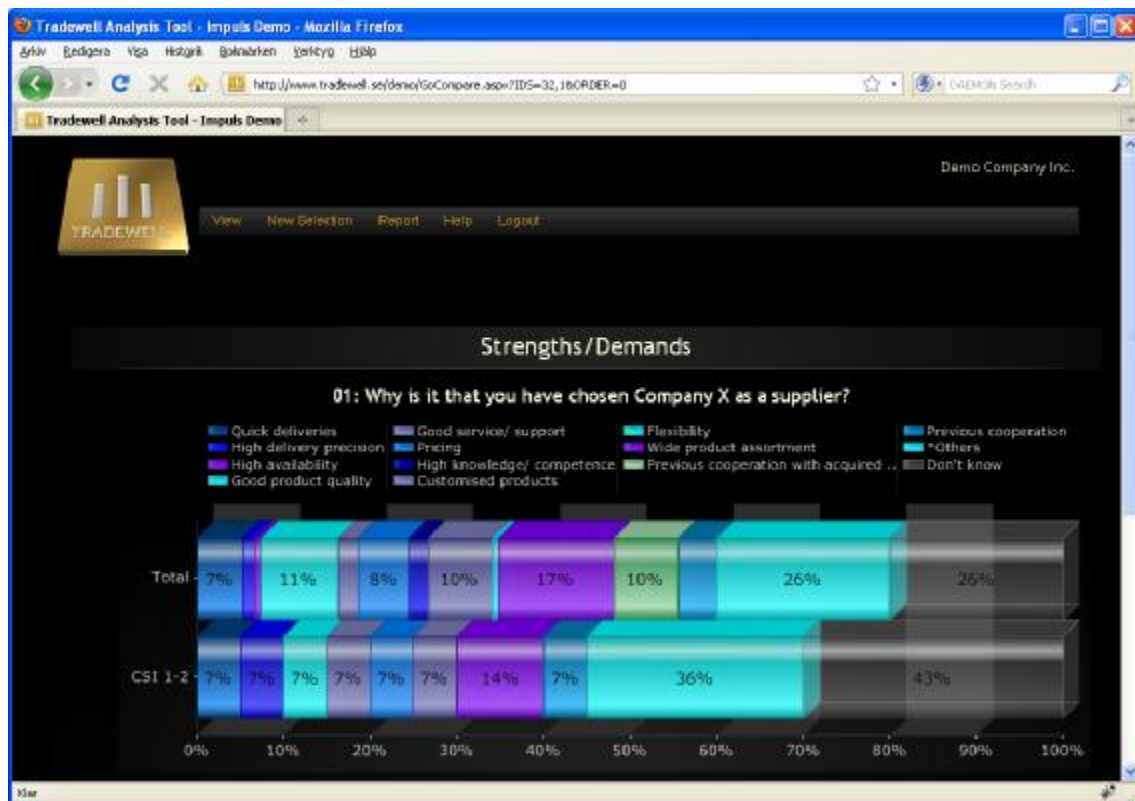 Tradewell Analysis Tool - Impuls Demo - Mozilla Firefox
Arkiv Redigera Visa Historik Bokmärken Verktyg Hjälp
http://www.tradewell.se/demo/GoCompare.aspx?IDS=32,1&ORDER=0 DAEMON Search
Tradewell Analysis Tool - Impuls Demo
Demo Company Inc.
TRADEWELL
View New Selection Report Help Logout
Strengths/Demands
01: Why is it that you have chosen Company X as a supplier?
Quick deliveries Good service/ support Flexibility Previous cooperation
High delivery precision Pricing Wide product assortment *Others
High availability High knowledge/ competence Previous cooperation with acquired .. Don't know
Good product quality Customised products
Total 7% 11% 8% 10% 17% 10% 26% 26%
CSI 1-2 7% 7% 7% 7% 7% 7% 14% 7% 36% 43%
0% 10% 20% 30% 40% 50% 60% 70% 80% 90% 100%
Klar